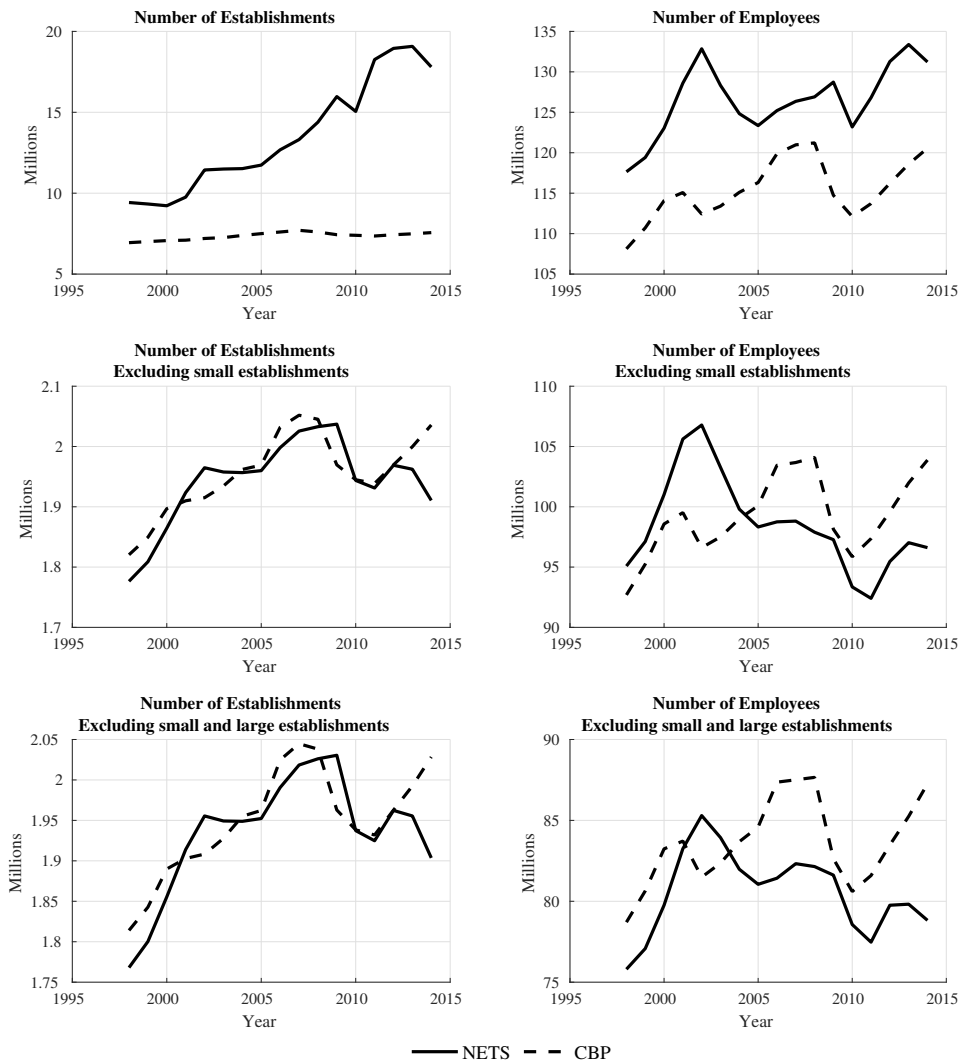 Number of Establishments
20
15
10
5
Millions
1995
2000
2005
2010
2015
Year
Number of Employees
135
130
125
120
115
110
105
Millions
1995
2000
2005
2010
2015
Year
Number of Establishments
Excluding small establishments
2.1
2
1.9
1.8
1.7
Millions
1995
2000
2005
2010
2015
Year
Number of Employees
Excluding small establishments
110
105
100
95
90
Millions
1995
2000
2005
2010
2015
Year
Number of Establishments
Excluding small and large establishments
2.05
2
1.95
1.9
1.85
1.8
1.75
Millions
1995
2000
2005
2010
2015
Year
Number of Employees
Excluding small and large establishments
90
85
80
75
Millions
1995
2000
2005
2010
2015
Year
NETS
CBP